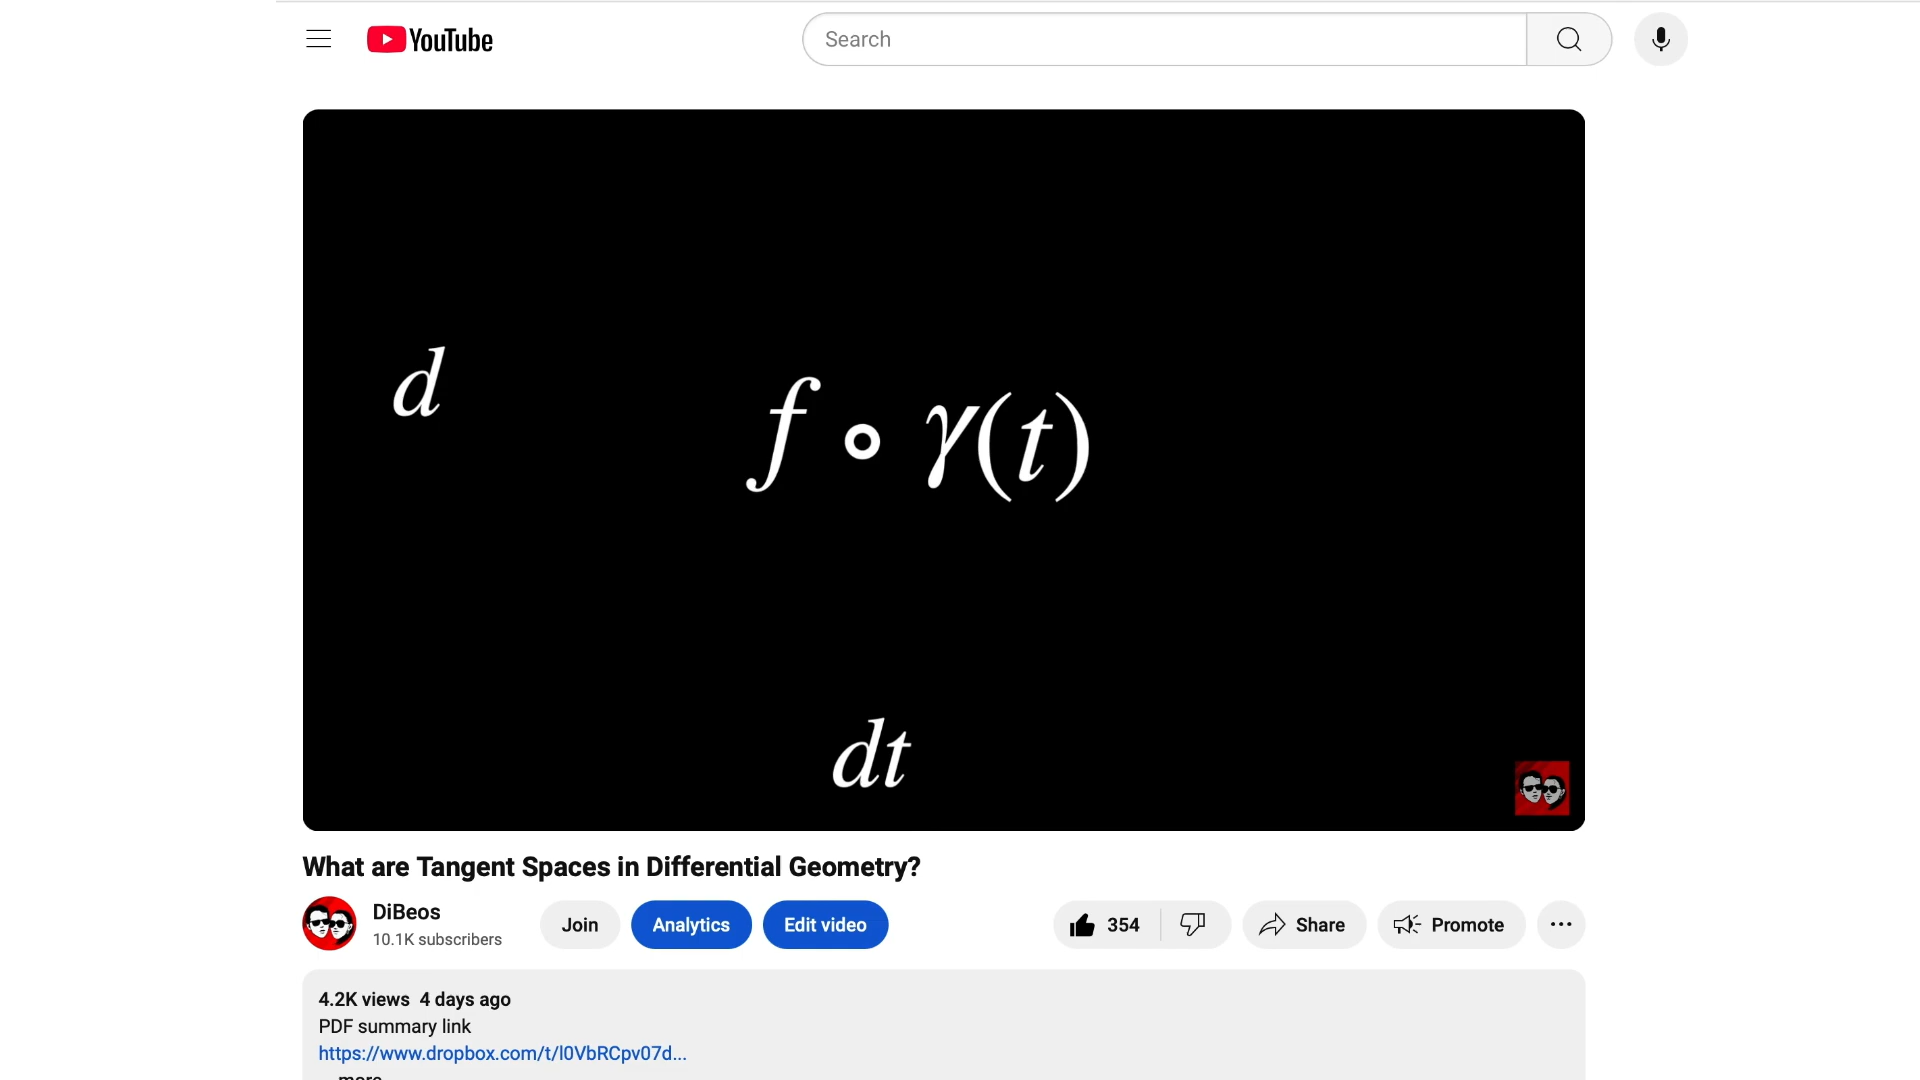 YouTube
Search
d
f ∘ γ(t)
dt
What are Tangent Spaces in Differential Geometry?
DiBeos
10.1K subscribers
Join
Analytics
Edit video
354
Share
Promote
4.2K views 4 days ago
PDF summary link
https://www.dropbox.com/t/l0VbRCpv07d...
...more